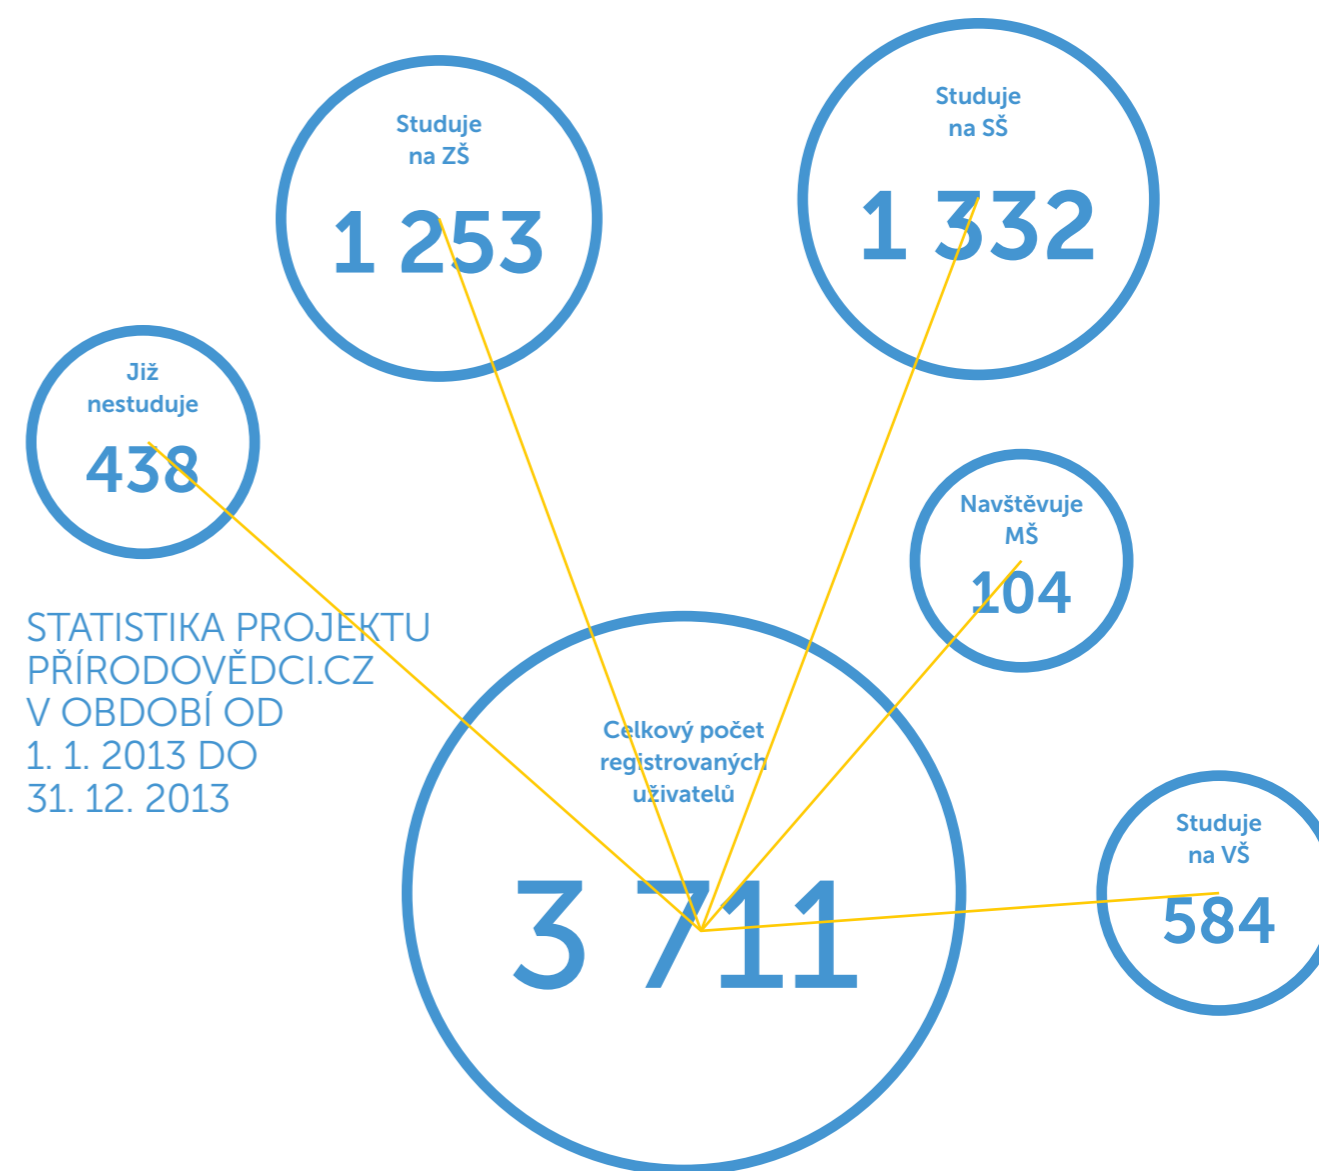 Studuje
na ZŠ
1 253
Studuje
na SŠ
1 332
Již
nestuduje
438
Navštěvuje
MŠ
104
STATISTIKA PROJEKTU
PŘÍRODOVĚDCI.CZ
V OBDOBÍ OD
1. 1. 2013 DO
31. 12. 2013
Celkový počet
registrovaných
uživatelů
3 711
Studuje
na VŠ
584